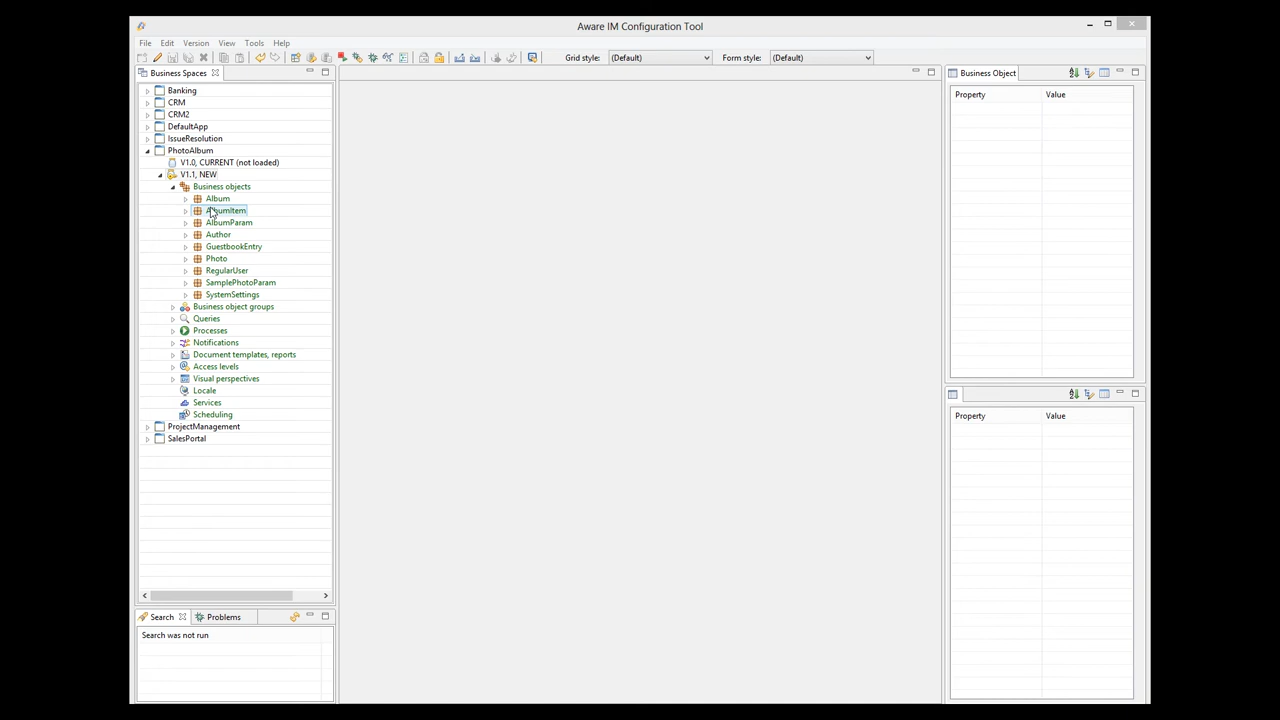 Aware IM Configuration Tool
File Edit Version View Tools Help
Grid style: (Default) Form style: (Default)
Business Spaces
Banking
CRM
CRM2
DefaultApp
IssueResolution
PhotoAlbum
V1.0, CURRENT (not loaded)
V1.1, NEW
Business objects
Album
AlbumItem
AlbumParam
Author
GuestbookEntry
Photo
RegularUser
SamplePhotoParam
SystemSettings
Business object groups
Queries
Processes
Notifications
Document templates, reports
Access levels
Visual perspectives
Locale
Services
Scheduling
ProjectManagement
SalesPortal
Search Problems
Search was not run
Business Object
Property Value
Property Value